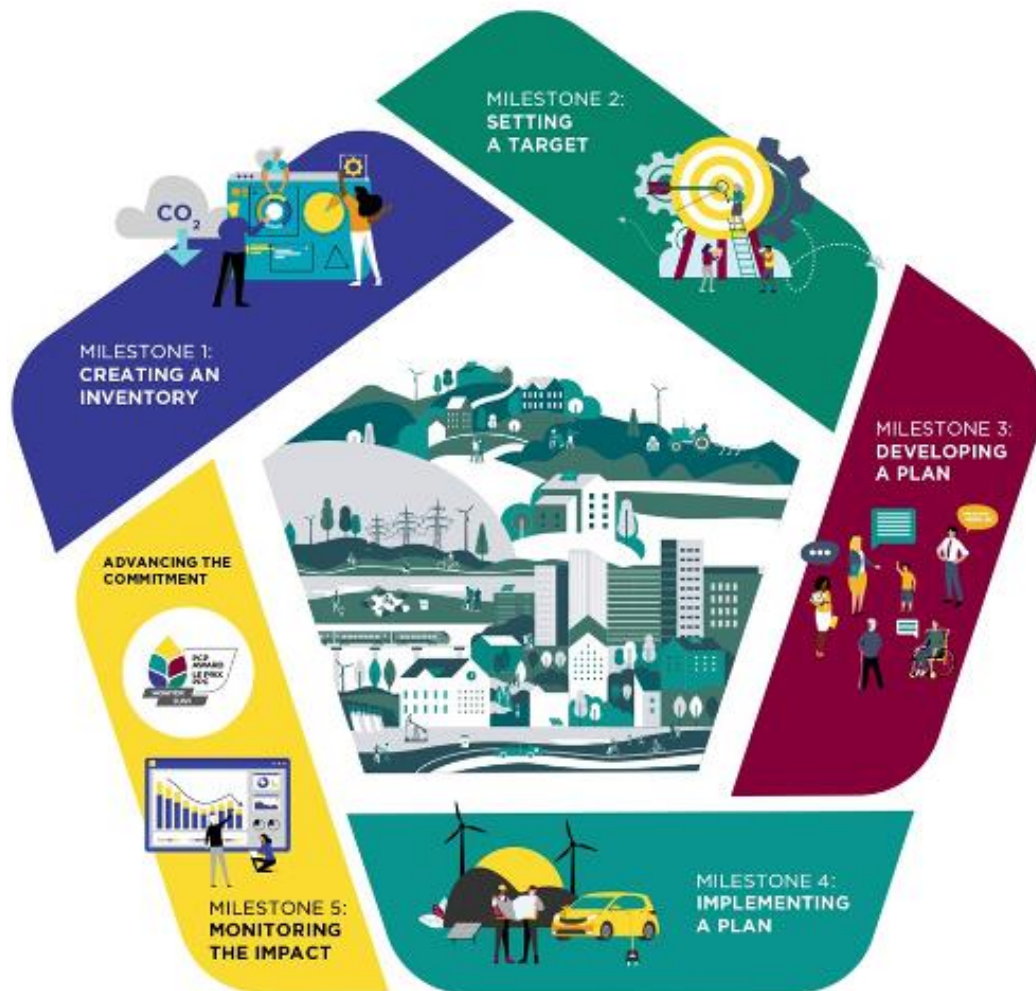 MILESTONE 1:
CREATING AN
INVENTORY
CO₂
MILESTONE 2:
SETTING
A TARGET
MILESTONE 3:
DEVELOPING
A PLAN
MILESTONE 4:
IMPLEMENTING
A PLAN
MILESTONE 5:
MONITORING
THE IMPACT
ADVANCING THE
COMMITMENT
PCP
AWARD
LE PRIX
PPC